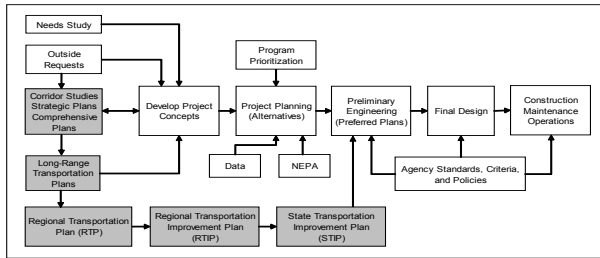 Needs Study
Outside
Requests
Program
Prioritization
Corridor Studies
Strategic Plans
Comprehensive
Plans
Develop Project
Concepts
Project Planning
(Alternatives)
Preliminary
Engineering
(Preferred Plans)
Final Design
Construction
Maintenance
Operations
Long-Range
Transportation
Plans
Data
NEPA
Agency Standards, Criteria,
and Policies
Regional Transportation
Plan (RTP)
Regional Transportation
Improvement Plan
(RTIP)
State Transportation
Improvement Plan
(STIP)